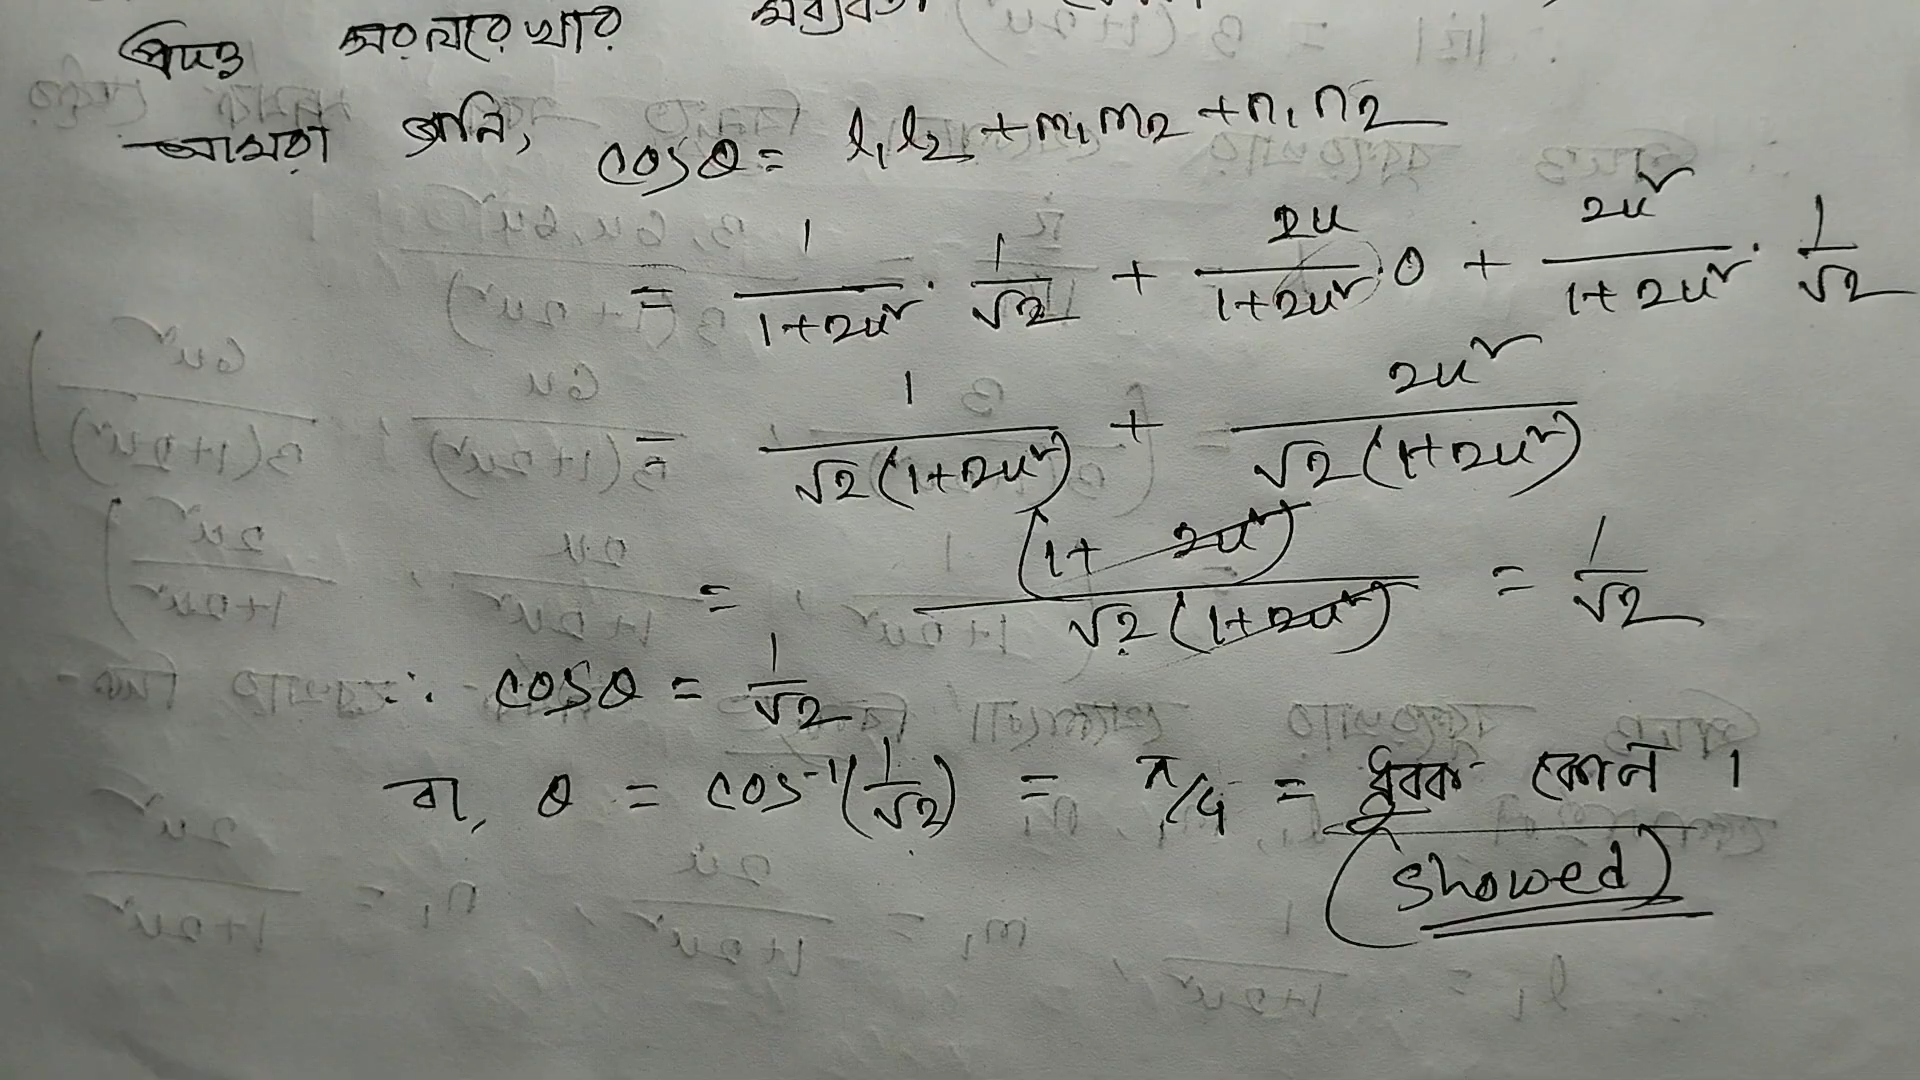 প্রদত্ত সরলরেখার মধ্যবর্তী
আমরা জানি, cosθ = l₁l₂ + m₁m₂ + n₁n₂
= 1/(1+2u²) · 1/√2 + 2u/(1+2u²) · 0 + 2u²/(1+2u²) · 1/√2
= 1/(√2(1+2u²)) + 2u²/(√2(1+2u²))
= (1+2u²)/(√2(1+2u²)) = 1/√2
∴ cosθ = 1/√2
বা, θ = cos⁻¹(1/√2) = π/4 = ধ্রুবক কোন ।
(showed)